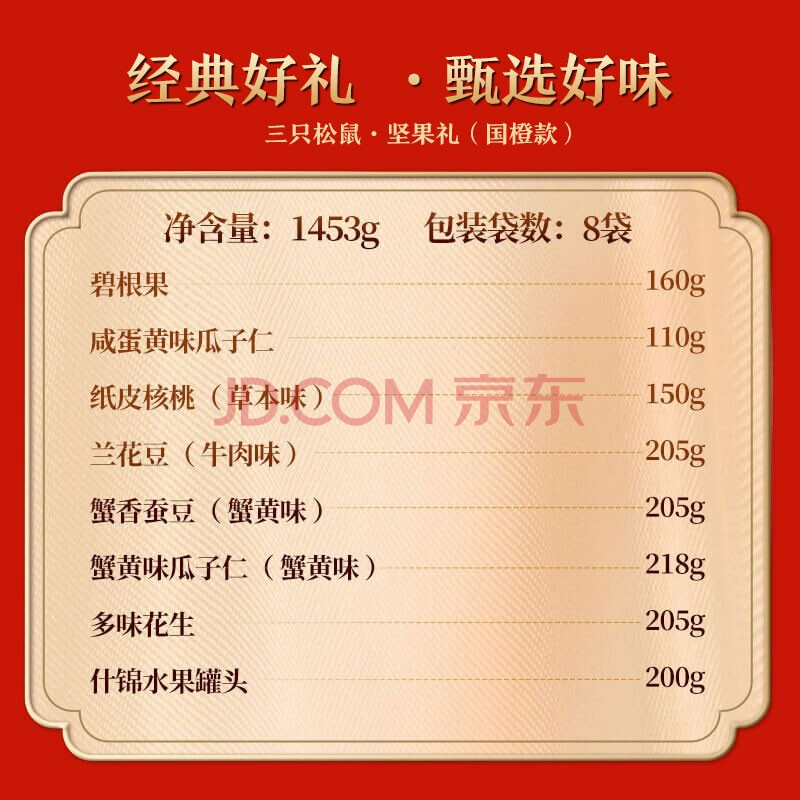 经典好礼 · 甄选好味
三只松鼠·坚果礼（国橙款）
净含量：1453g 包装袋数：8袋
碧根果 160g
咸蛋黄味瓜子仁 110g
纸皮核桃（草本味） 150g
JD.COM 京东
兰花豆（牛肉味） 205g
蟹香蚕豆（蟹黄味） 205g
蟹黄味瓜子仁（蟹黄味） 218g
多味花生 205g
什锦水果罐头 200g